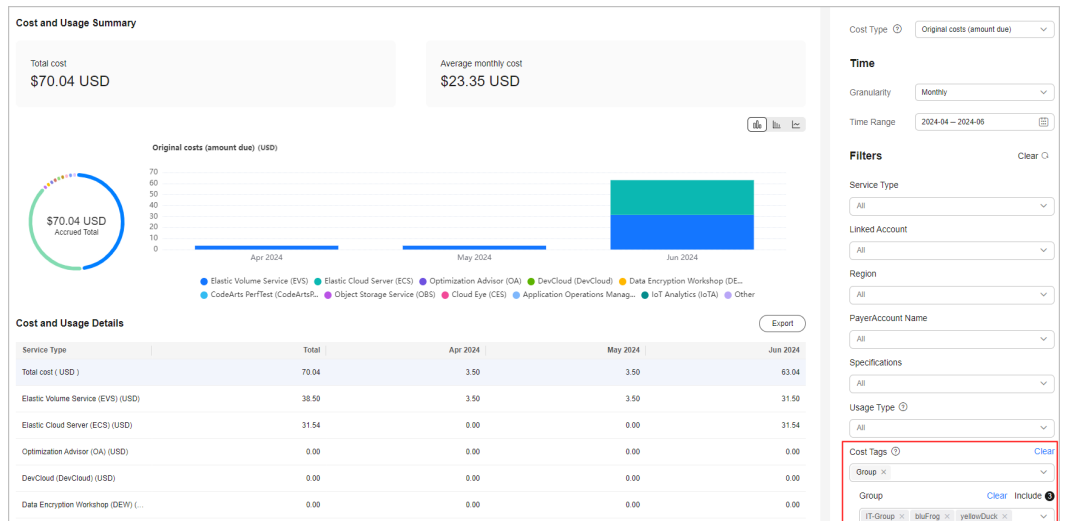 Cost and Usage Summary
Total cost
$70.04 USD
Average monthly cost
$23.35 USD
Original costs (amount due) (USD)
70
60
50
40
30
20
10
0
Apr 2024
May 2024
Jun 2024
$70.04 USD
Accrued Total
Elastic Volume Service (EVS) Elastic Cloud Server (ECS) Optimization Advisor (OA) DevCloud (DevCloud) Data Encryption Workshop (DE...
CodeArts PerfTest (CodeArtsP... Object Storage Service (OBS) Cloud Eye (CES) Application Operations Manag... IoT Analytics (IoTA) Other
Cost and Usage Details
Export
Service Type Total Apr 2024 May 2024 Jun 2024
Total cost ( USD ) 70.04 3.50 3.50 63.04
Elastic Volume Service (EVS) (USD) 38.50 3.50 3.50 31.50
Elastic Cloud Server (ECS) (USD) 31.54 0.00 0.00 31.54
Optimization Advisor (OA) (USD) 0.00 0.00 0.00 0.00
DevCloud (DevCloud) (USD) 0.00 0.00 0.00 0.00
Data Encryption Workshop (DEW) (... 0.00 0.00 0.00 0.00
Cost Type ? Original costs (amount due)
Time
Granularity Monthly
Time Range 2024-04 – 2024-06
Filters Clear
Service Type
All
Linked Account
All
Region
All
PayerAccount Name
All
Specifications
All
Usage Type ?
All
Cost Tags ? Clear
Group ×
Group Clear Include 3
IT-Group × bluFrog × yellowDuck ×